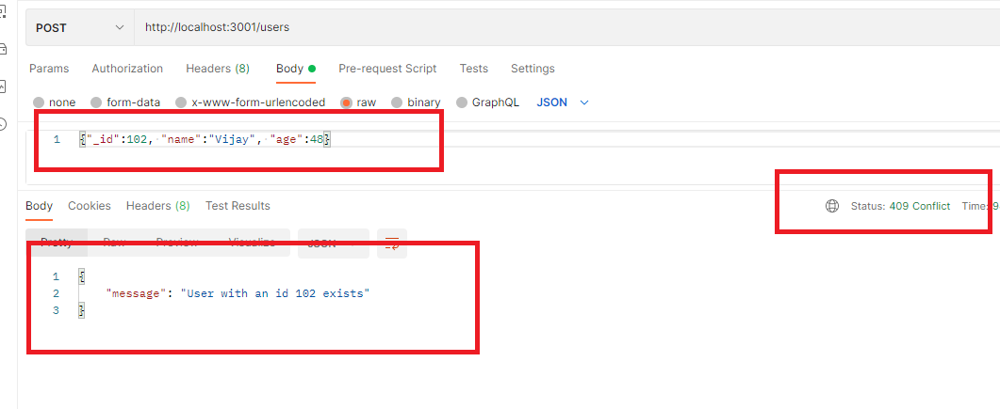 POST http://localhost:3001/users
Params Authorization Headers (8) Body Pre-request Script Tests Settings
none form-data x-www-form-urlencoded raw binary GraphQL JSON
1 {"_id":102, "name":"Vijay", "age":48}
Body Cookies Headers (8) Test Results Status: 409 Conflict Time: 9
Pretty Raw Preview Visualize JSON
1 {
2 "message": "User with an id 102 exists"
3 }